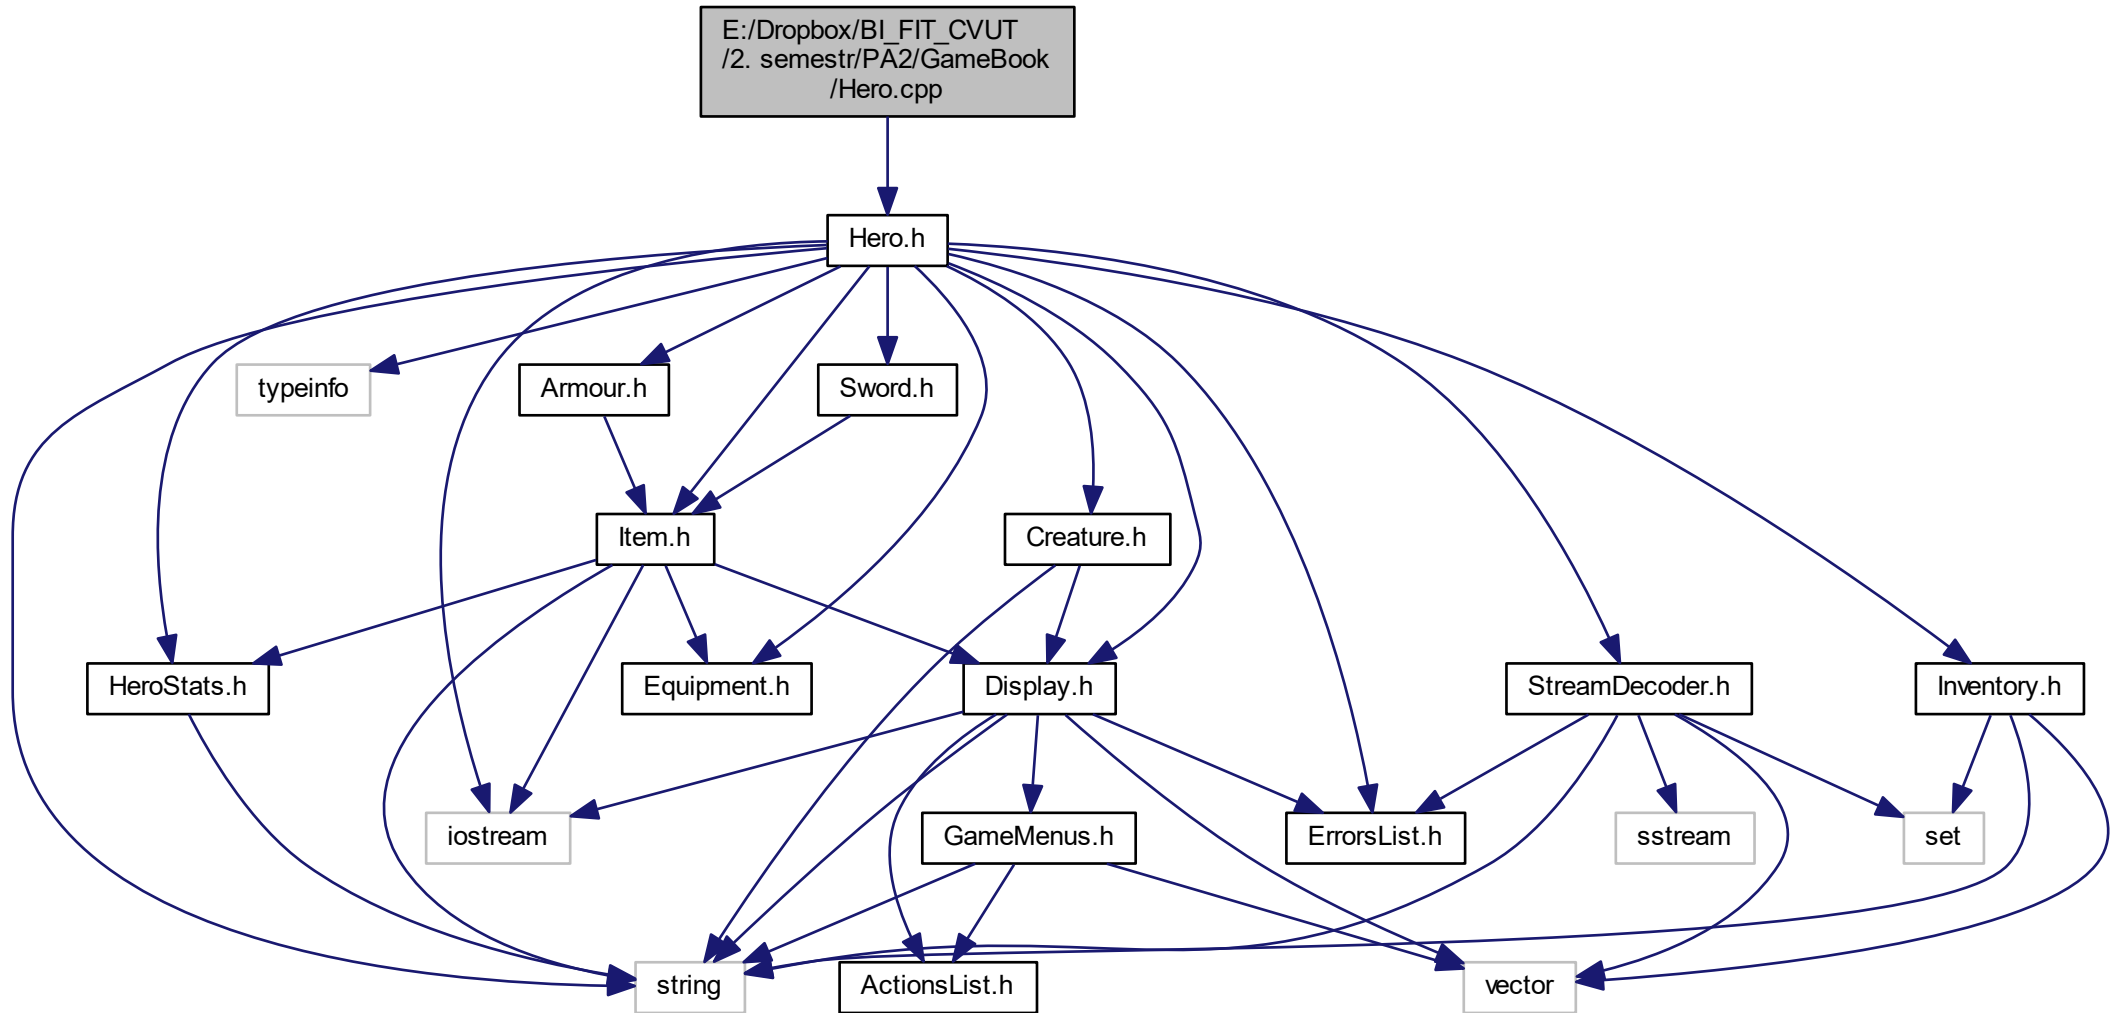 E:/Dropbox/BI_FIT_CVUT
/2. semestr/PA2/GameBook
/Hero.cpp
Hero.h
typeinfo
Armour.h
Sword.h
Item.h
Creature.h
HeroStats.h
Equipment.h
Display.h
StreamDecoder.h
Inventory.h
iostream
GameMenus.h
ErrorsList.h
sstream
set
string
ActionsList.h
vector